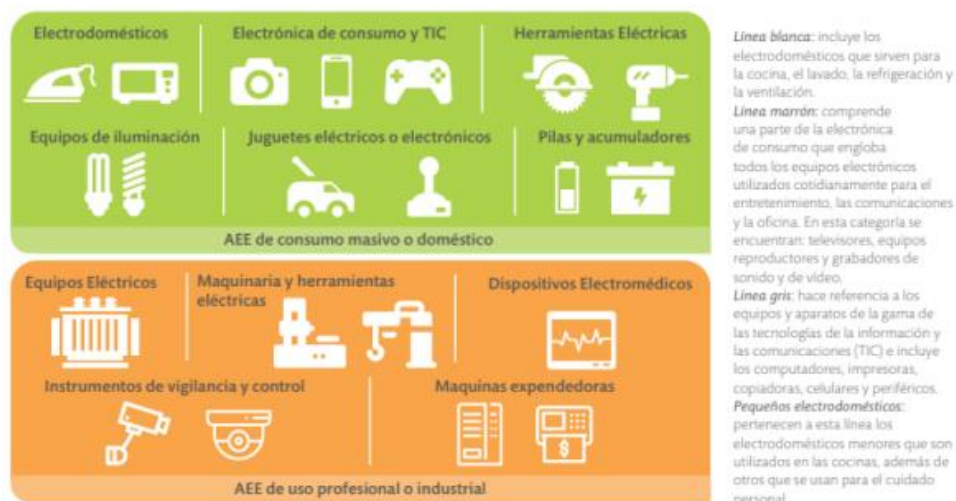 Electrodomésticos
Electrónica de consumo y TIC
Herramientas Eléctricas
Equipos de iluminación
Juguetes eléctricos o electrónicos
Pilas y acumuladores
AEE de consumo masivo o doméstico
Equipos Eléctricos
Maquinaria y herramientas
eléctricas
Dispositivos Electromédicos
Instrumentos de vigilancia y control
Maquinas expendedoras
$
AEE de uso profesional o industrial
Línea blanca: incluye los
electrodomésticos que sirven para
la cocina, el lavado, la refrigeración y
la ventilación.
Línea marrón: comprende
una parte de la electrónica
de consumo que engloba
todos los equipos electrónicos
utilizados cotidianamente para el
entretenimiento, las comunicaciones
y la oficina. En esta categoría se
encuentran: televisores, equipos
reproductores y grabadores de
sonido y de vídeo.
Línea gris: hace referencia a los
equipos y aparatos de la gama de
las tecnologías de la información y
las comunicaciones (TIC) e incluye
los computadores, impresoras,
copiadoras, celulares y periféricos.
Pequeños electrodomésticos:
pertenecen a esta línea los
electrodomésticos menores que son
utilizados en las cocinas, además de
otros que se usan para el cuidado
personal